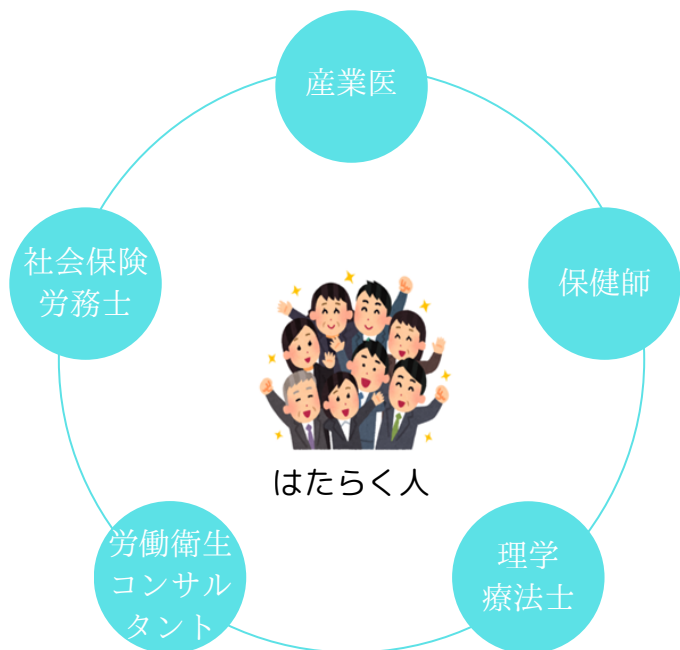 産業医
社会保険
労務士
保健師
はたらく人
労働衛生
コンサル
タント
理学
療法士